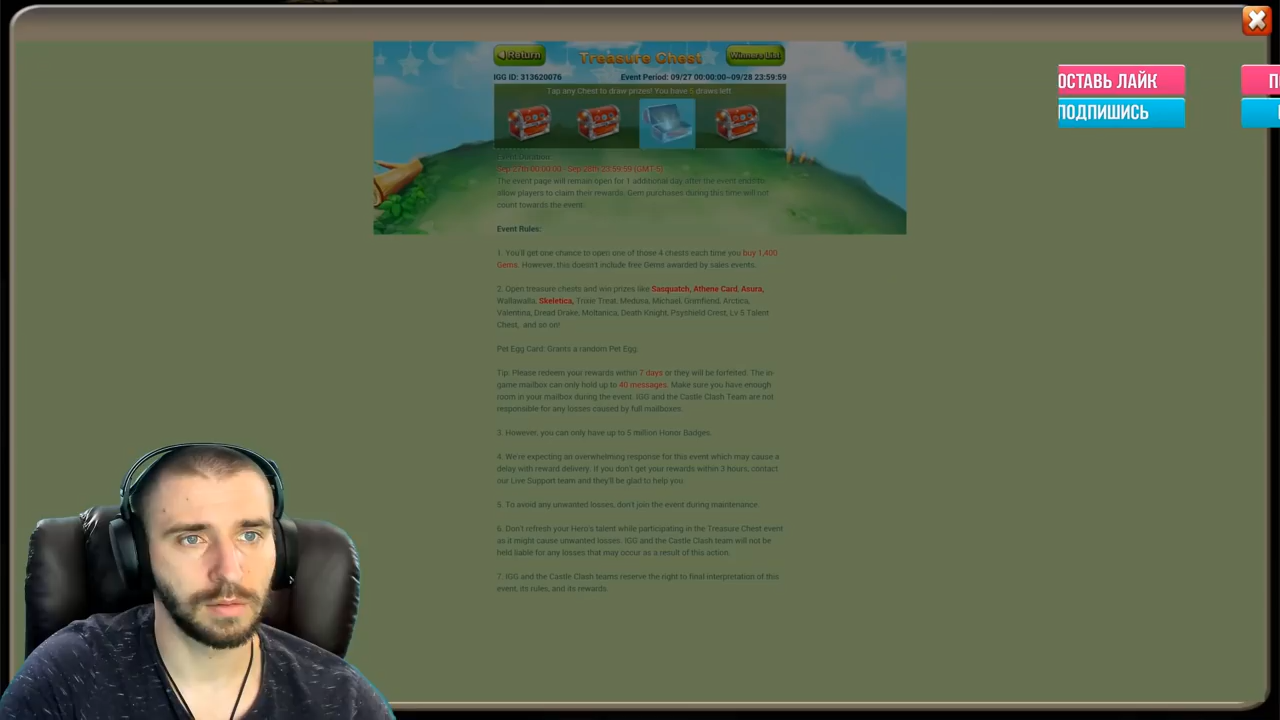 Return
Treasure Chest
Winners List
IGG ID: 313620076
Event Period: 09/27 00:00:00~09/28 23:59:59
Tap any Chest to draw prizes! You have 5 draws left
Event Duration:
Sep 27th 00:00:00 - Sep 28th 23:59:59 (GMT-5)
The event page will remain open for 1 additional day after the event ends to
allow players to claim their rewards. Gem purchases during this time will not
count towards the event.
Event Rules:
1. You'll get one chance to open one of those 4 chests each time you buy 1,400
Gems. However, this doesn't include free Gems awarded by sales events.
2. Open treasure chests and win prizes like Sasquatch, Athene Card, Asura,
Wallawalla, Skeletica, Trixie Treat, Medusa, Michael, Grimfiend, Arctica,
Valentina, Dread Drake, Moltanica, Death Knight, Psyshield Crest, Lv 5 Talent
Chest, and so on!
Pet Egg Card: Grants a random Pet Egg.
Tip: Please redeem your rewards within 7 days or they will be forfeited. The in-
game mailbox can only hold up to 40 messages. Make sure you have enough
room in your mailbox during the event. IGG and the Castle Clash Team are not
responsible for any losses caused by full mailboxes.
3. However, you can only have up to 5 million Honor Badges.
4. We're expecting an overwhelming response for this event which may cause a
delay with reward delivery. If you don't get your rewards within 3 hours, contact
our Live Support team and they'll be glad to help you.
5. To avoid any unwanted losses, don't join the event during maintenance.
6. Don't refresh your Hero's talent while participating in the Treasure Chest event
as it might cause unwanted losses. IGG and the Castle Clash team will not be
held liable for any losses that may occur as a result of this action.
7. IGG and the Castle Clash teams reserve the right to final interpretation of this
event, its rules, and its rewards.
ОСТАВЬ ЛАЙК
ПОДПИШИСЬ